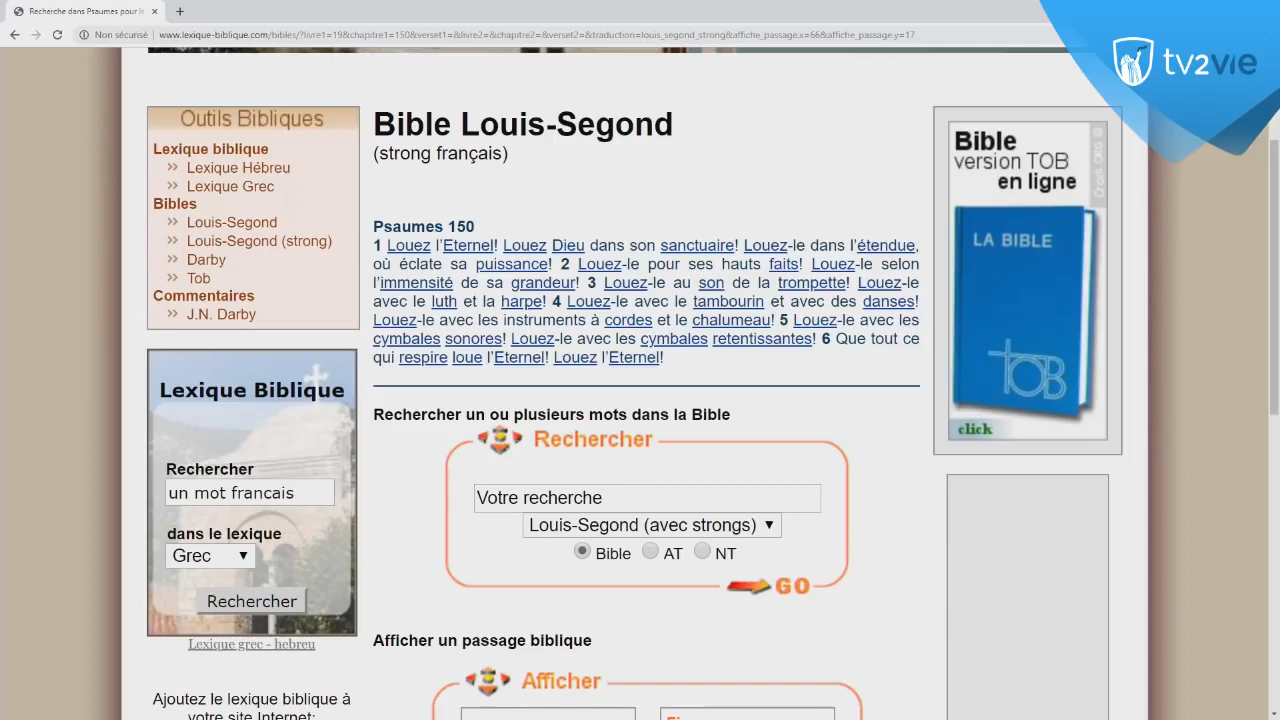 Recherche dans Psaumes pour la
Non sécurisé
www.lexique-biblique.com/bibles/?livre1=19&chapitre1=150&verset1=&livre2=&chapitre2=&verset2=&traduction=louis_segond_strong&affiche_passage.x=66&affiche_passage.y=17
tv2vie
Outils Bibliques
Lexique biblique
Lexique Hébreu
Lexique Grec
Bibles
Louis-Segond
Louis-Segond (strong)
Darby
Tob
Commentaires
J.N. Darby
Lexique Biblique
Rechercher
un mot francais
dans le lexique
Grec
Rechercher
Lexique grec - hebreu
Ajoutez le lexique biblique à
votre site Internet:
Bible Louis-Segond
(strong français)
Psaumes 150
1 Louez l'Eternel! Louez Dieu dans son sanctuaire! Louez-le dans l'étendue,
où éclate sa puissance! 2 Louez-le pour ses hauts faits! Louez-le selon
l'immensité de sa grandeur! 3 Louez-le au son de la trompette! Louez-le
avec le luth et la harpe! 4 Louez-le avec le tambourin et avec des danses!
Louez-le avec les instruments à cordes et le chalumeau! 5 Louez-le avec les
cymbales sonores! Louez-le avec les cymbales retentissantes! 6 Que tout ce
qui respire loue l'Eternel! Louez l'Eternel!
Rechercher un ou plusieurs mots dans la Bible
Rechercher
Votre recherche
Louis-Segond (avec strongs)
Bible AT NT
GO
Afficher un passage biblique
Afficher
Bible
version TOB
en ligne
LA BIBLE
TOB
click